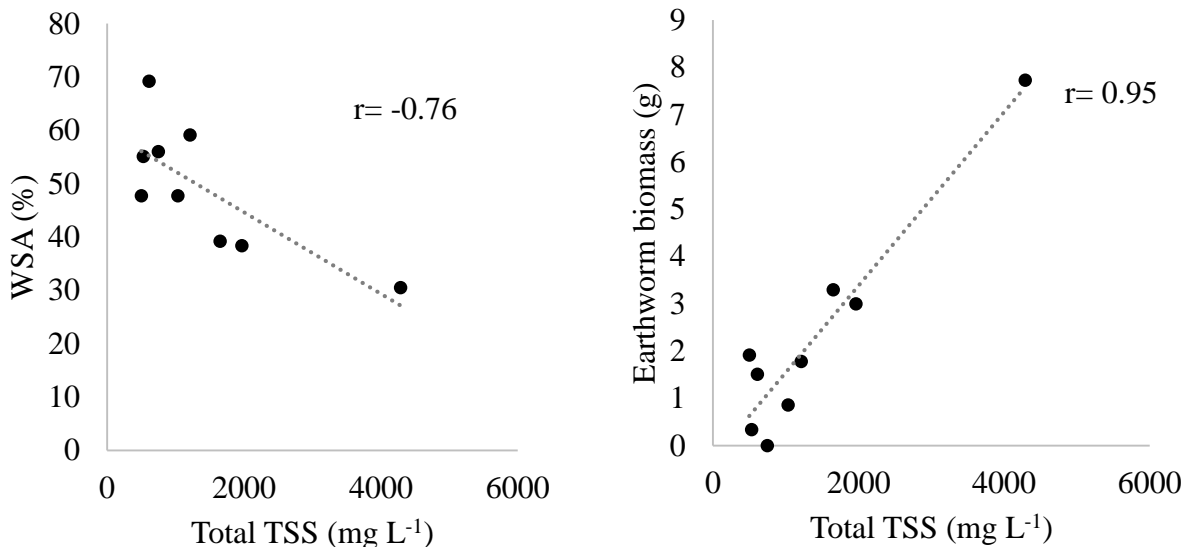 WSA (%)
80
70
60
50
40
30
20
10
0
r= -0.76
0 2000 4000 6000
Total TSS (mg L⁻¹)
Earthworm biomass (g)
9
8
7
6
5
4
3
2
1
0
r= 0.95
0 2000 4000 6000
Total TSS (mg L⁻¹)